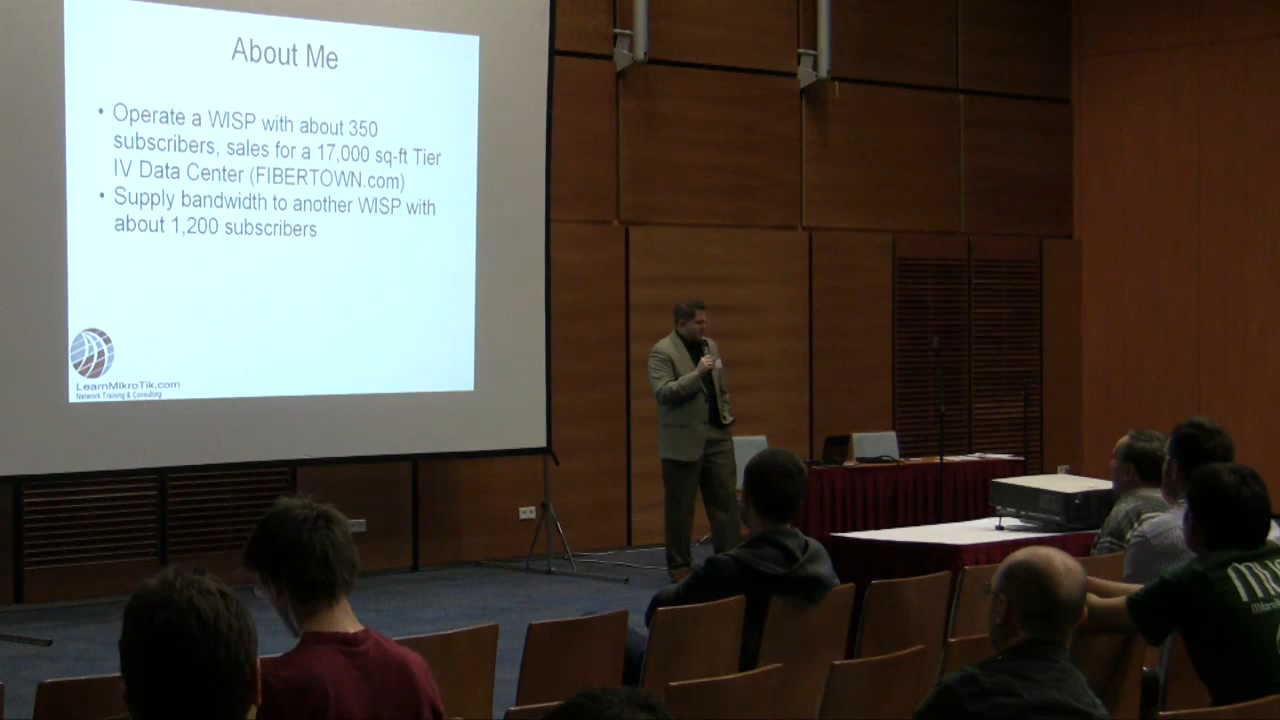 About Me
• Operate a WISP with about 350
subscribers, sales for a 17,000 sq-ft Tier
IV Data Center (FIBERTOWN.com)
• Supply bandwidth to another WISP with
about 1,200 subscribers
LearnMikroTik.com
Network Training & Consulting